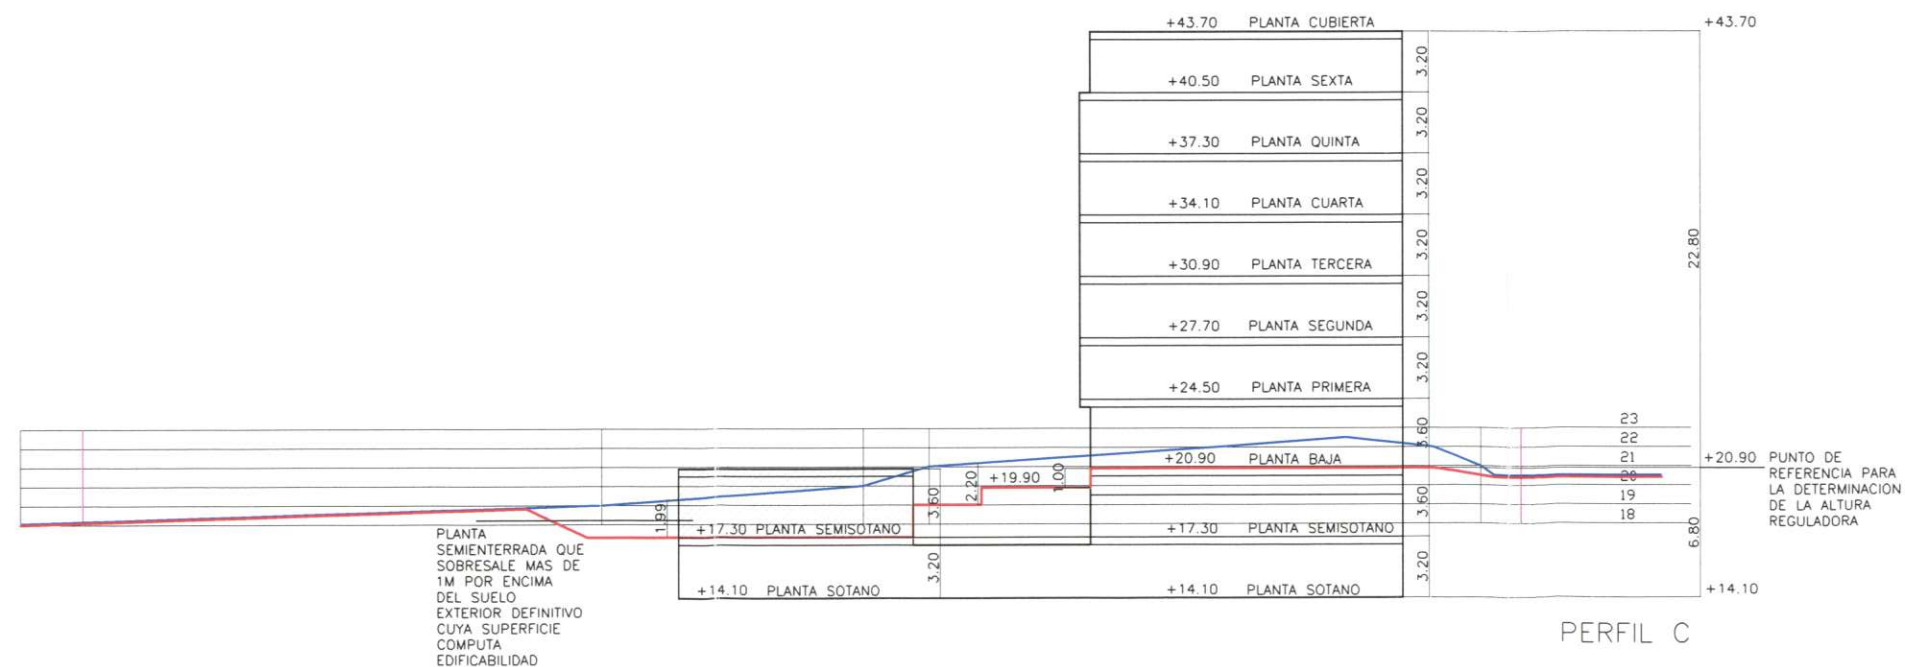 +43.70 PLANTA CUBIERTA
+43.70
3.20
+40.50 PLANTA SEXTA
3.20
+37.30 PLANTA QUINTA
3.20
+34.10 PLANTA CUARTA
3.20
22.80
+30.90 PLANTA TERCERA
3.20
+27.70 PLANTA SEGUNDA
3.20
+24.50 PLANTA PRIMERA
3.60
23
22
21
20
19
18
+20.90 PLANTA BAJA
+20.90 PUNTO DE
REFERENCIA PARA
LA DETERMINACION
DE LA ALTURA
REGULADORA
+19.90
1.00
2.20
3.60
3.60
1.99
+17.30 PLANTA SEMISOTANO
+17.30 PLANTA SEMISOTANO
6.80
3.20
3.20
+14.10 PLANTA SOTANO
+14.10 PLANTA SOTANO
+14.10
PLANTA
SEMIENTERRADA QUE
SOBRESALE MAS DE
1M POR ENCIMA
DEL SUELO
EXTERIOR DEFINITIVO
CUYA SUPERFICIE
COMPUTA
EDIFICABILIDAD
PERFIL C